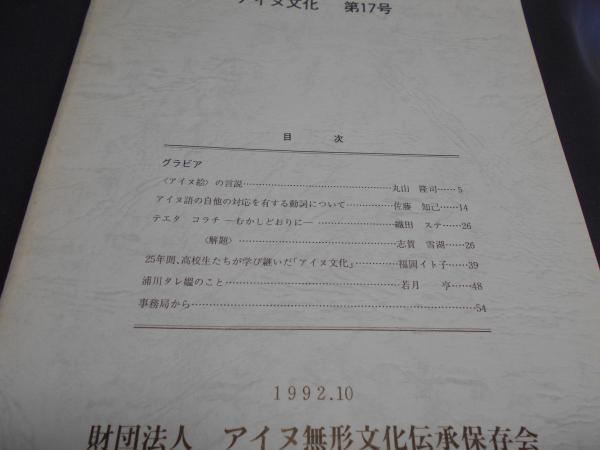 アイヌ文化　第17号
目　次
グラビア
〈アイヌ絵〉の言説……………………………………丸山　隆司……5
アイヌ語の自他の対応を有する動詞について……………佐藤　知己……14
テエタ　コラチ ―むかしどおりに― …………………織田　ステ……26
〈解題〉……………………………………志賀　雪湖……26
25年間、高校生たちが学び継いだ「アイヌ文化」…………福岡イト子……39
浦川タレ媼のこと……………………………………若月　亨……48
事務局から………………………………………………………………54
1992.10
財団法人　アイヌ無形文化伝承保存会